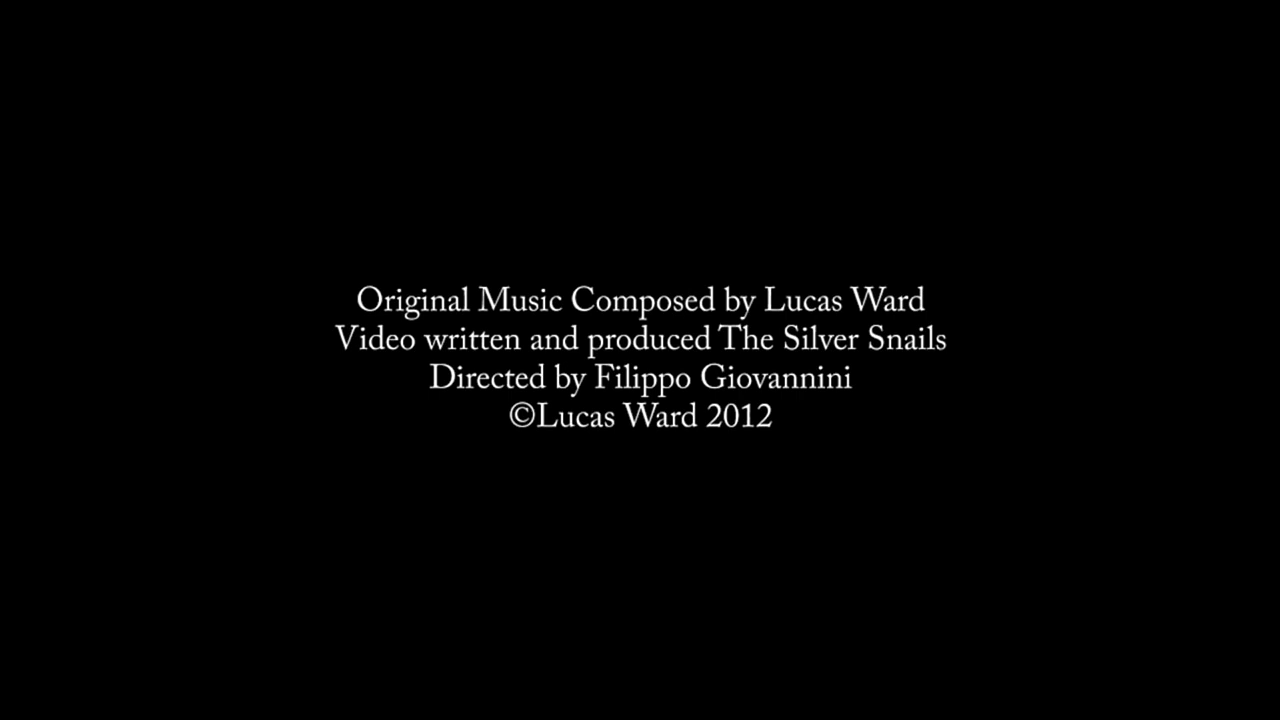 Original Music Composed by Lucas Ward
Video written and produced The Silver Snails
Directed by Filippo Giovannini
©Lucas Ward 2012